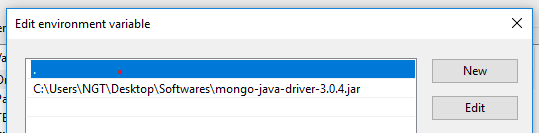 Edit environment variable
.
New
C:\Users\NGT\Desktop\Softwares\mongo-java-driver-3.0.4.jar
Edit